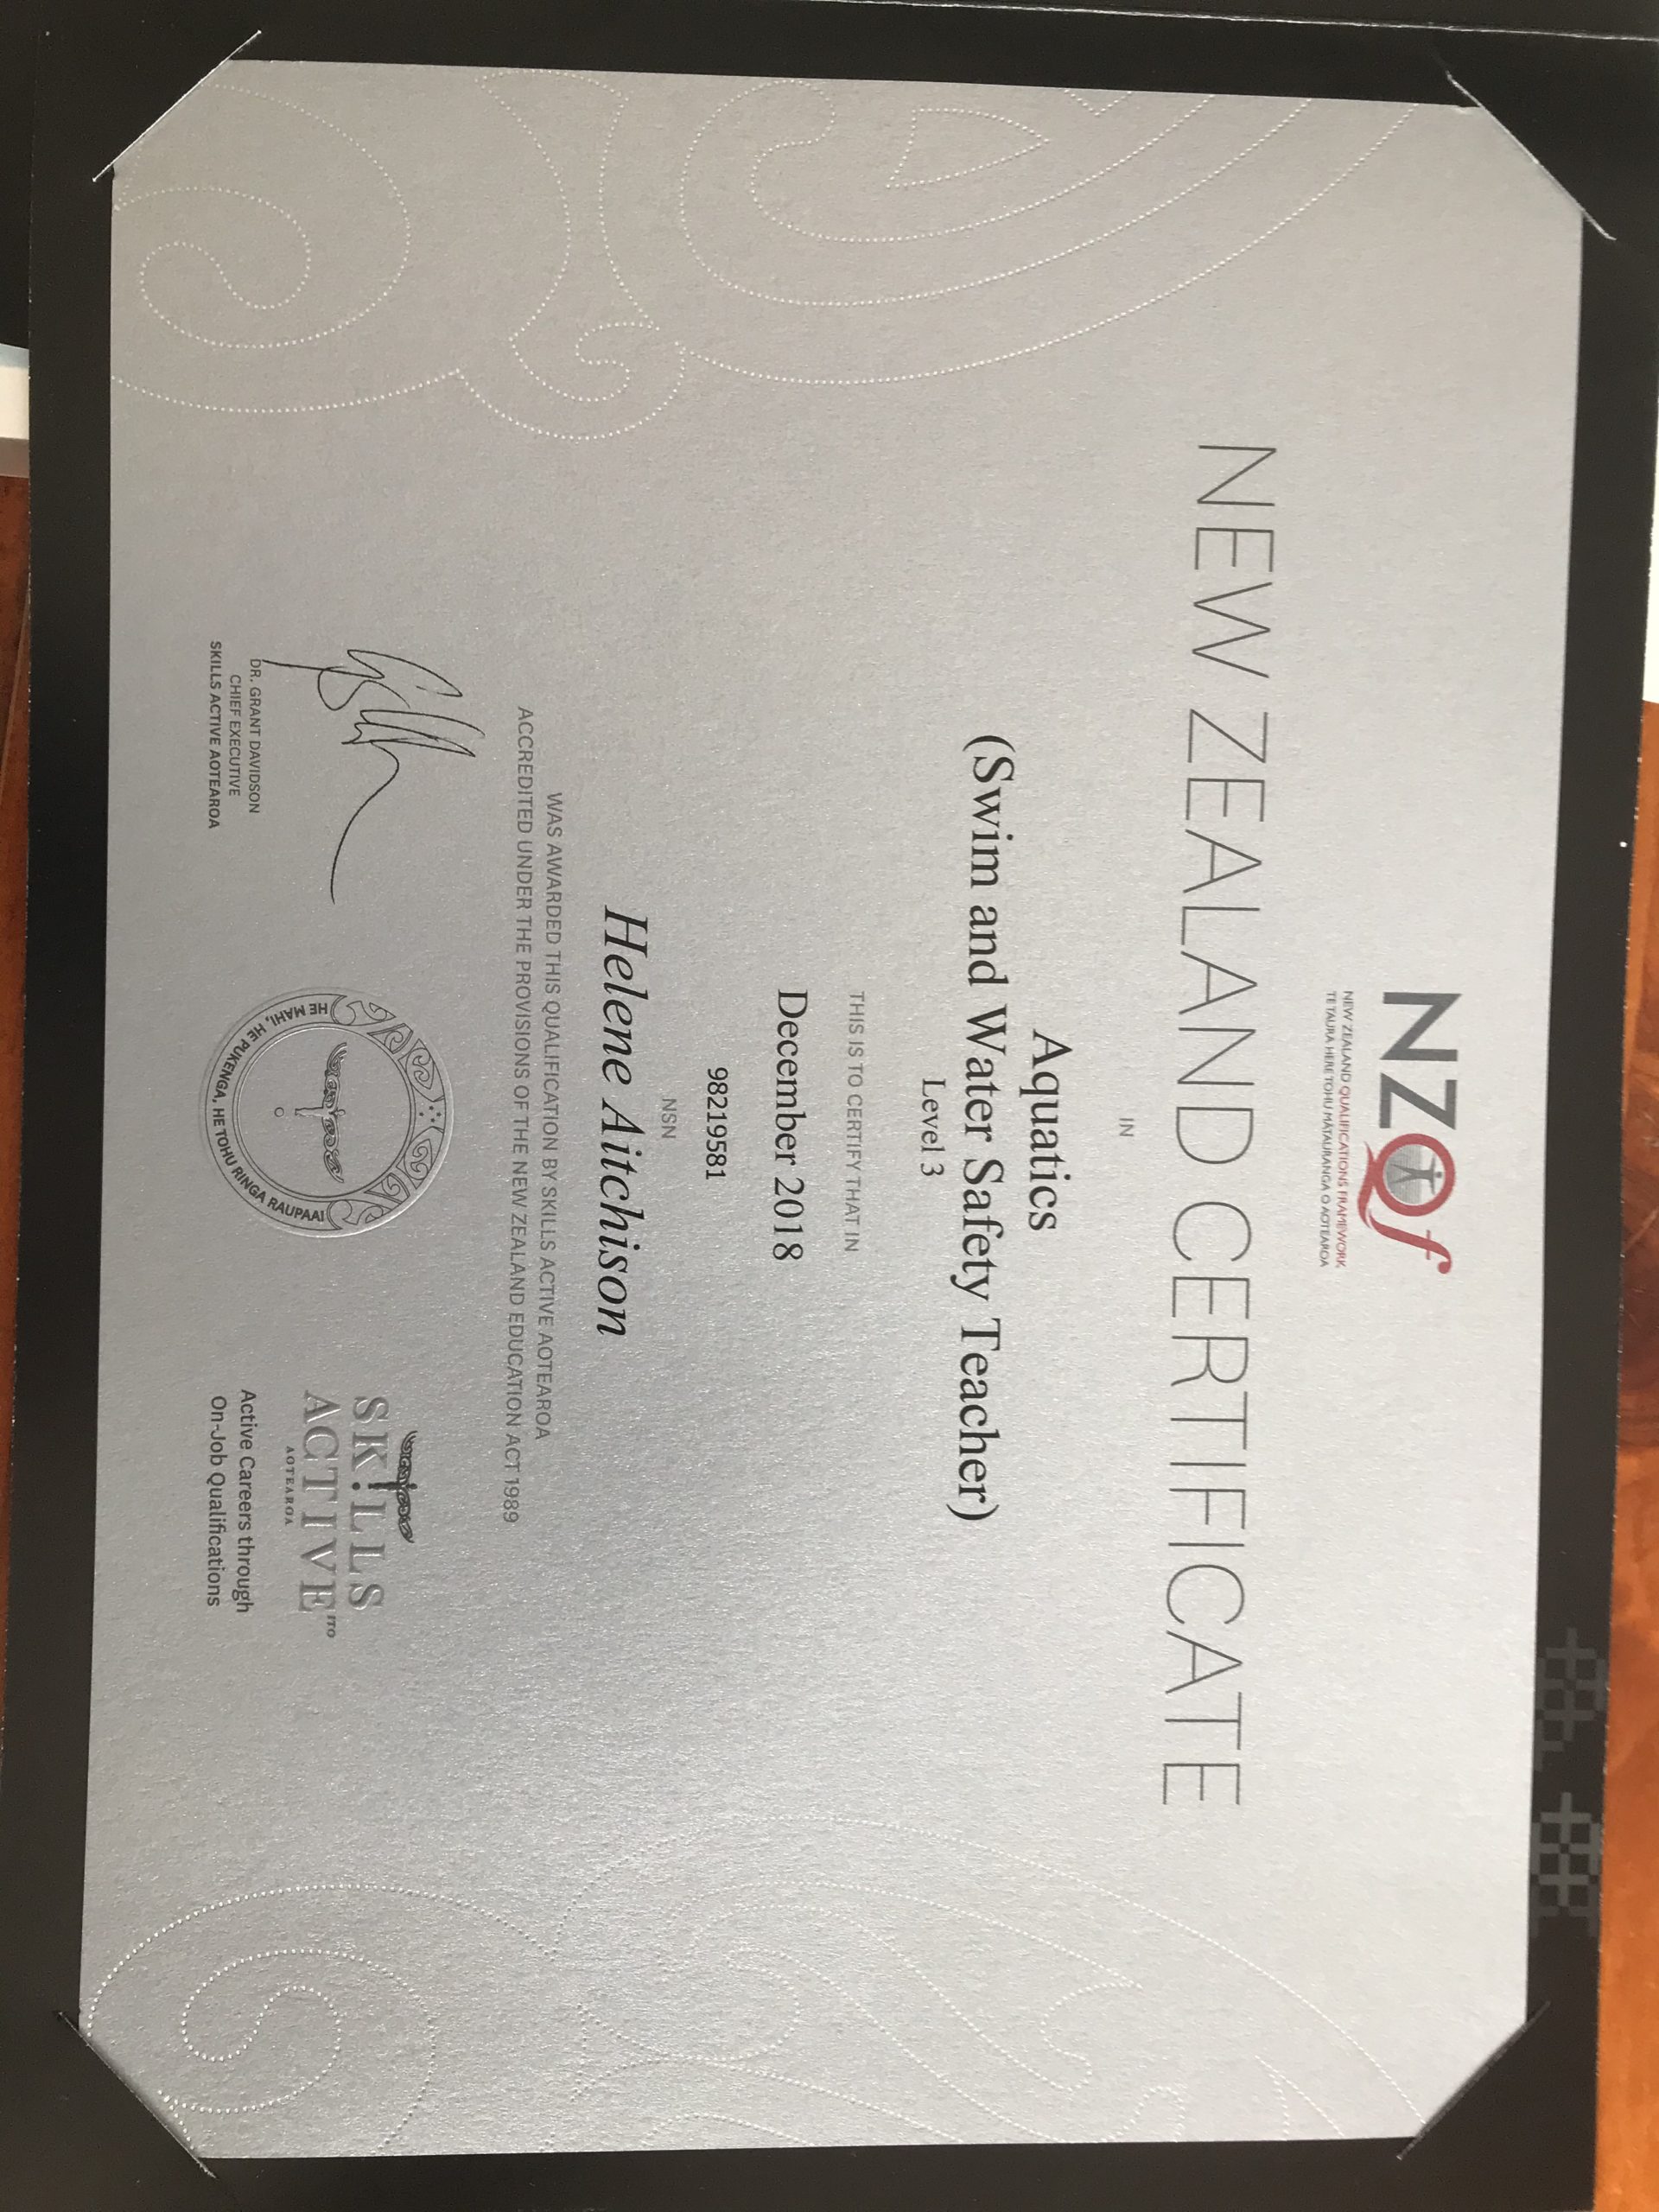 NZQf
NEW ZEALAND QUALIFICATIONS FRAMEWORK
TE TAURA HERE TOHU MĀTAURANGA O AOTEAROA
NEW ZEALAND CERTIFICATE
IN
Aquatics
(Swim and Water Safety Teacher)
Level 3
THIS IS TO CERTIFY THAT IN
December 2018
98219581
NSN
Helene Aitchison
WAS AWARDED THIS QUALIFICATION BY SKILLS ACTIVE AOTEAROA
ACCREDITED UNDER THE PROVISIONS OF THE NEW ZEALAND EDUCATION ACT 1989
DR. GRANT DAVIDSON
CHIEF EXECUTIVE
SKILLS ACTIVE AOTEAROA
HE MAHI, HE PUKENGA, HE TOHU RINGA RAUPAA!
SKILLS
ACTIVE ITO
AOTEAROA
Active Careers through
On-Job Qualifications